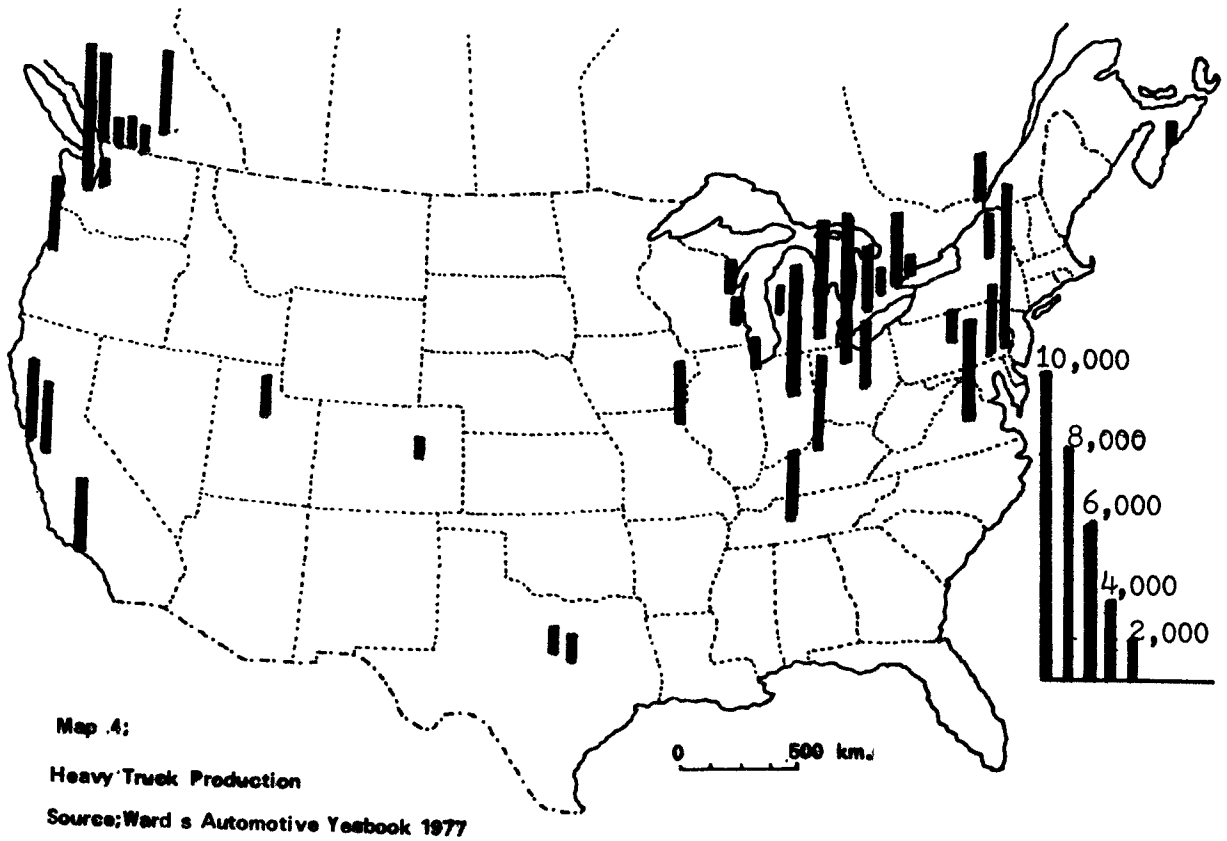 10,000
8,000
6,000
4,000
2,000
0 500 km.
Map .4;
Heavy Truck Production
Source;Ward s Automotive Yeabook 1977